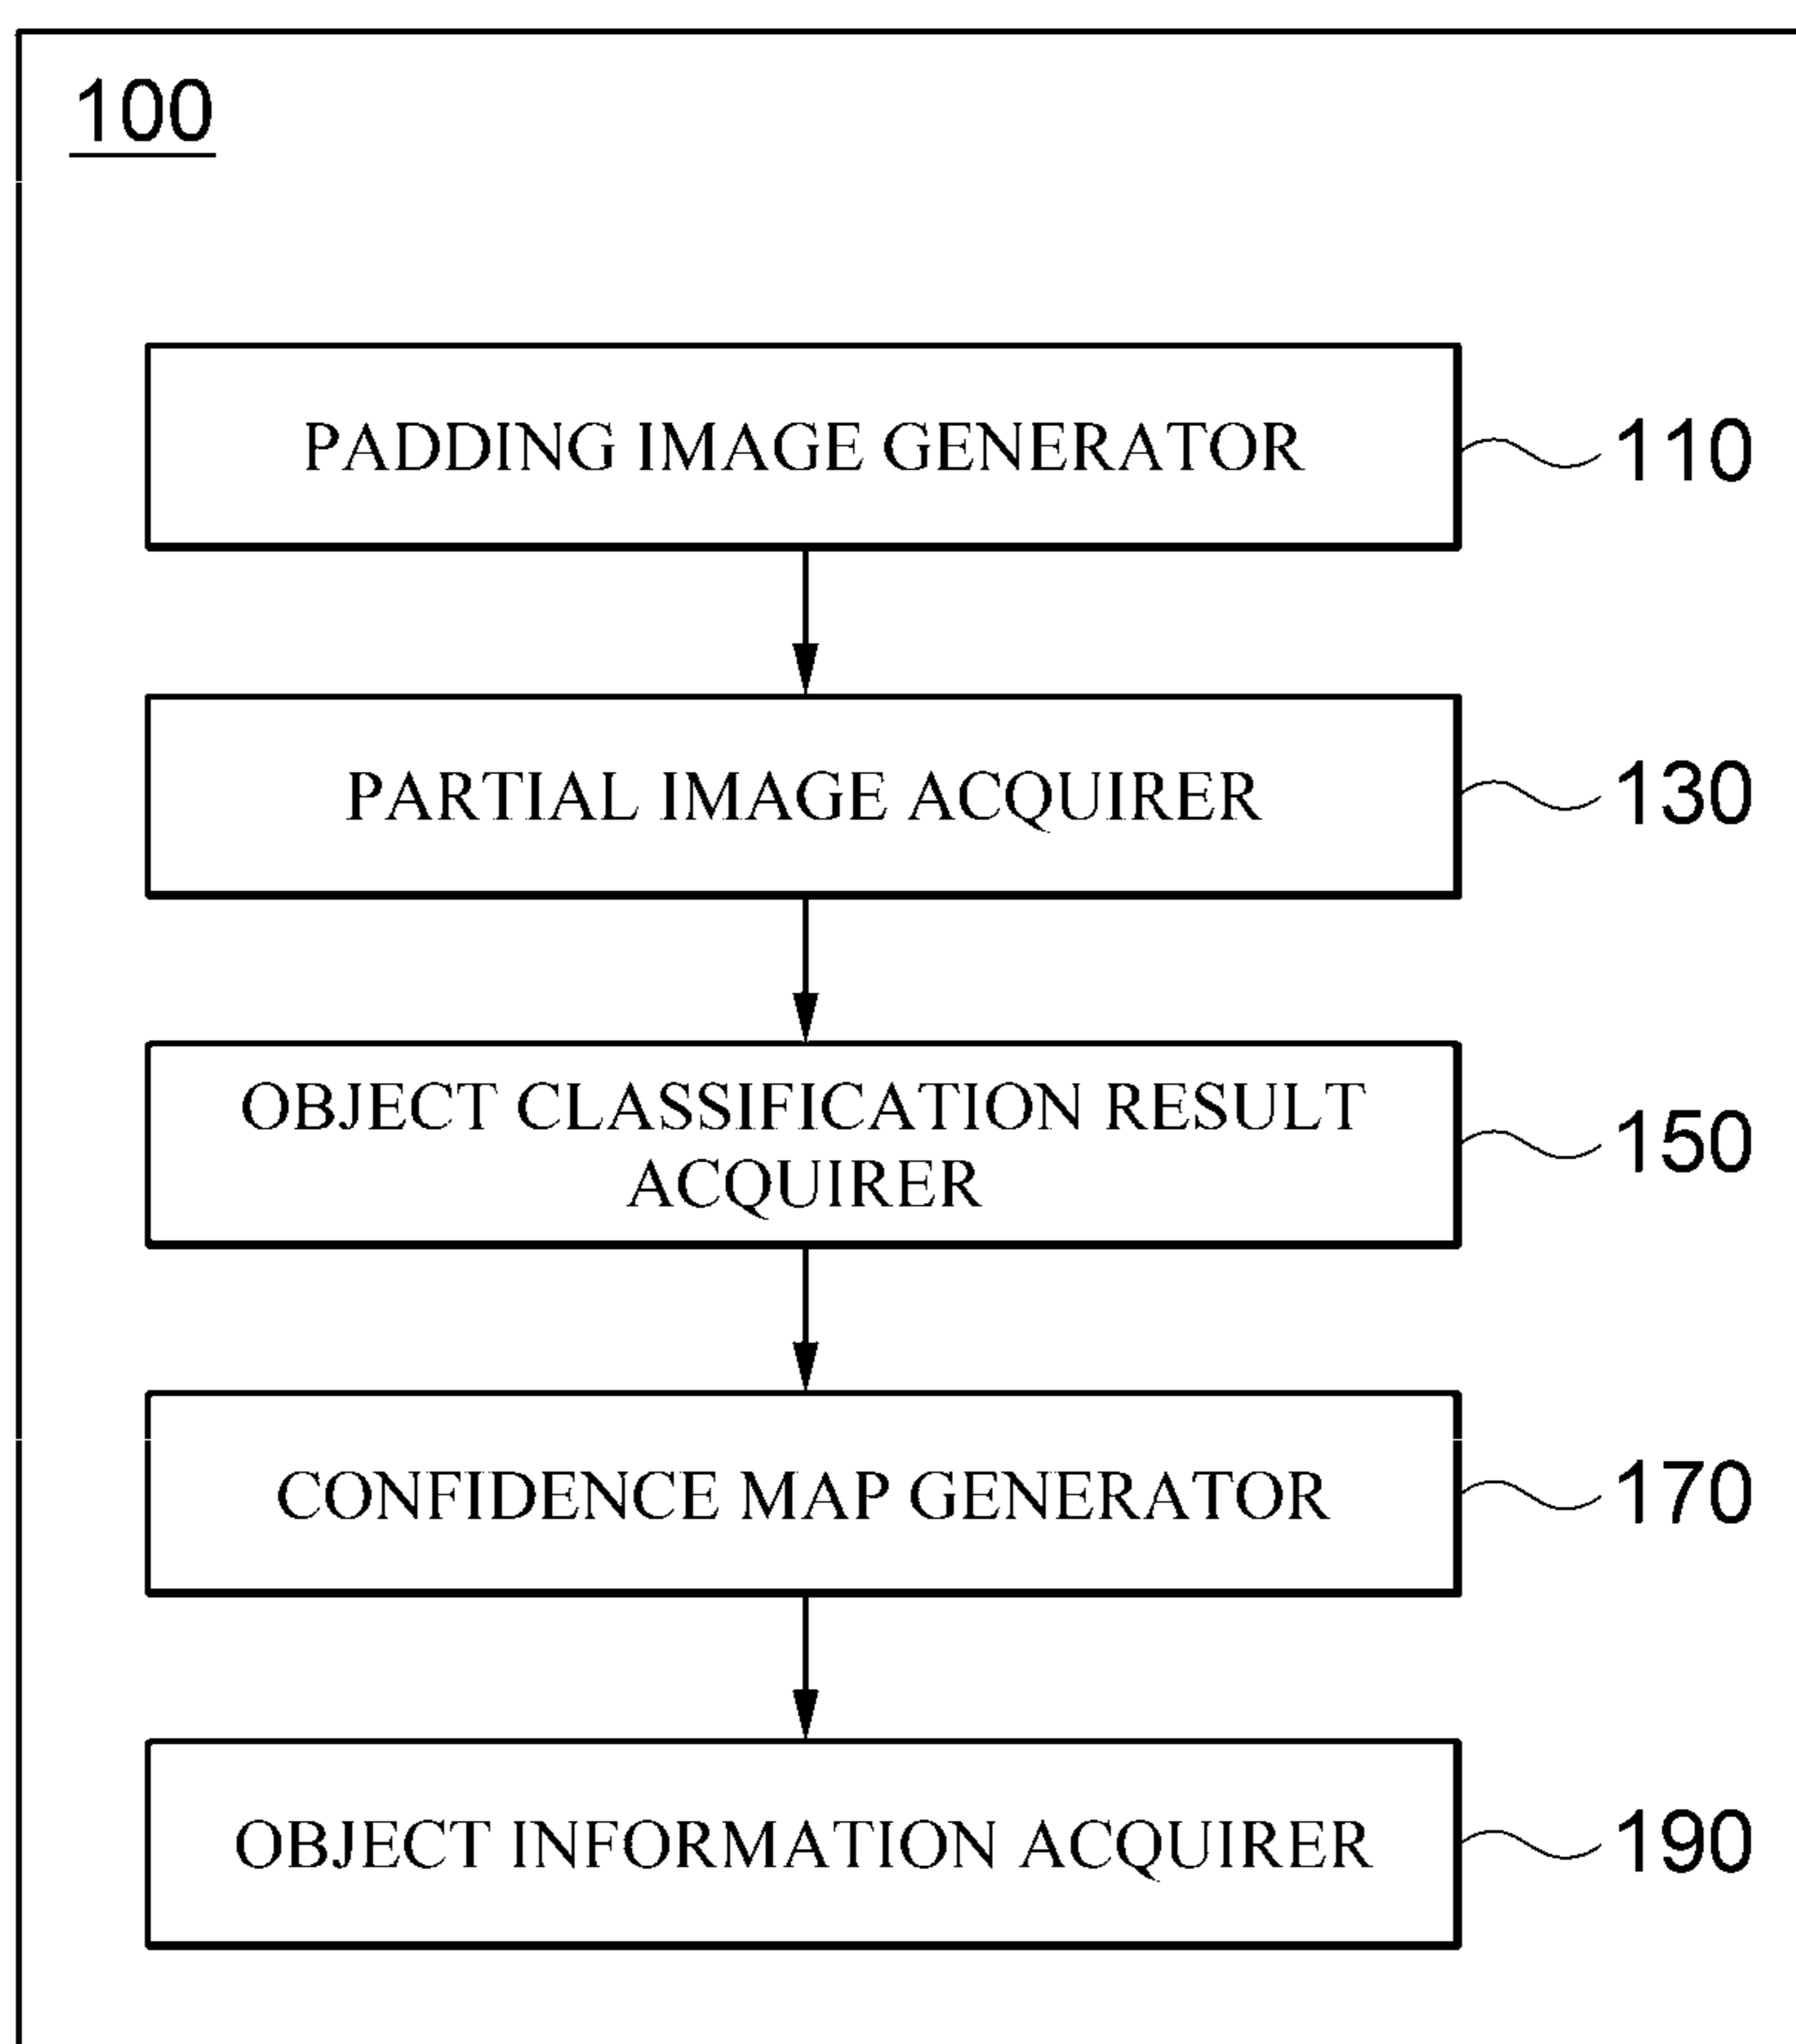 100
PADDING IMAGE GENERATOR
110
PARTIAL IMAGE ACQUIRER
130
OBJECT CLASSIFICATION RESULT
ACQUIRER
150
CONFIDENCE MAP GENERATOR
170
OBJECT INFORMATION ACQUIRER
190